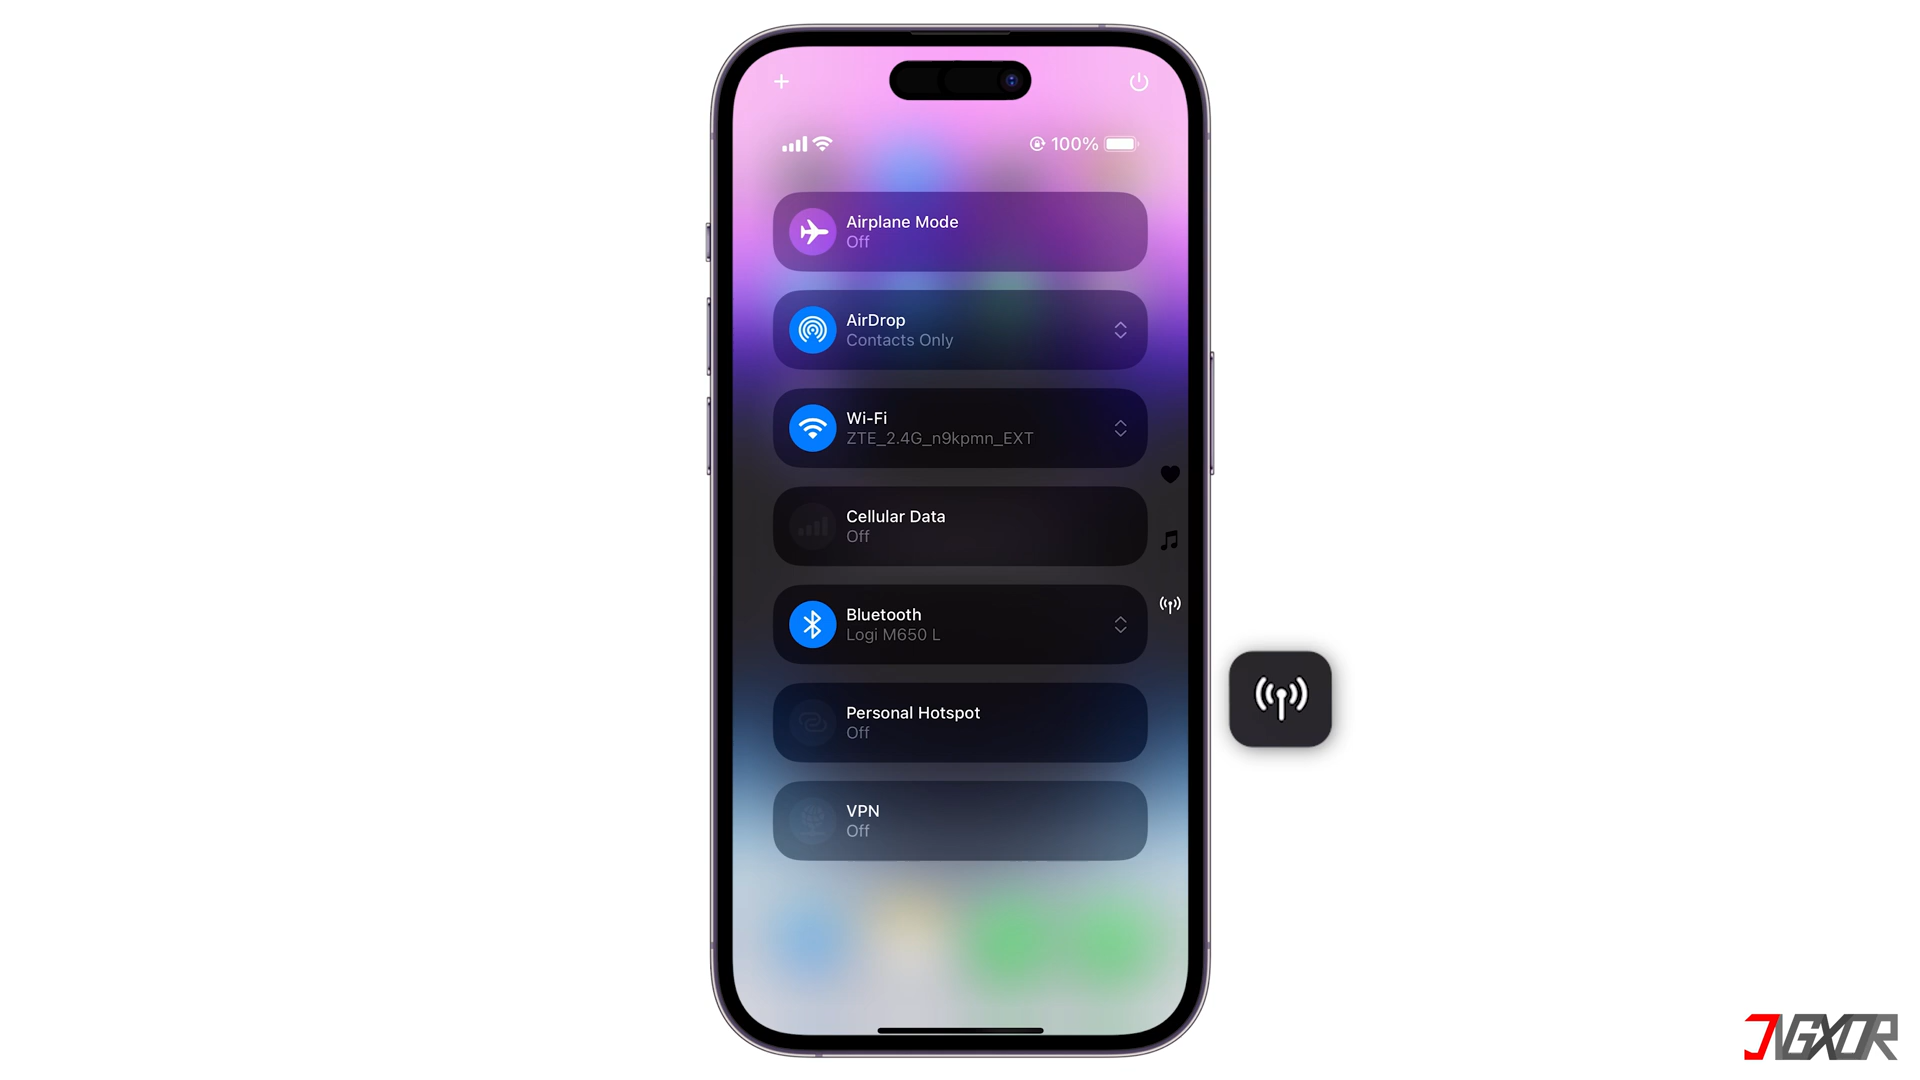 100%
Airplane Mode
Off
AirDrop
Contacts Only
Wi-Fi
ZTE_2.4G_n9kpmn_EXT
Cellular Data
Off
Bluetooth
Logi M650 L
Personal Hotspot
Off
VPN
Off